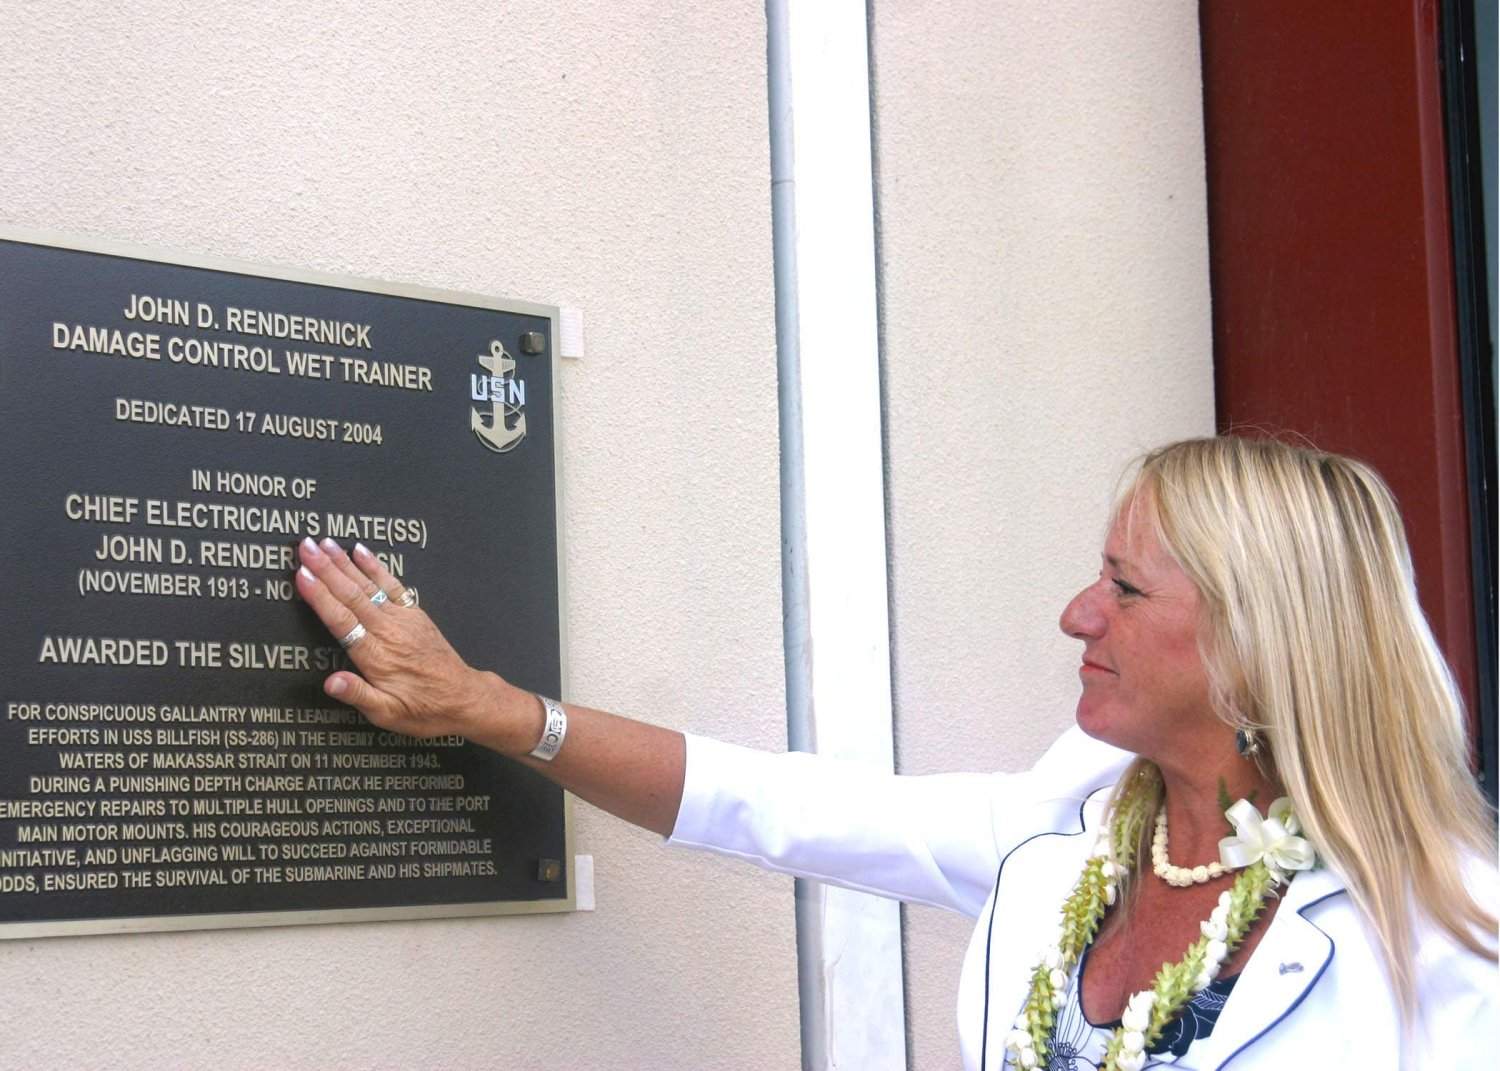 JOHN D. RENDERNICK
DAMAGE CONTROL WET TRAINER
USN
DEDICATED 17 AUGUST 2004
IN HONOR OF
CHIEF ELECTRICIAN'S MATE(SS)
JOHN D. RENDER SN
(NOVEMBER 1913 - NO
AWARDED THE SILVER ST
FOR CONSPICUOUS GALLANTRY WHILE LEADING
EFFORTS IN USS BILLFISH (SS-286) IN THE ENEMY CONTROLLED
WATERS OF MAKASSAR STRAIT ON 11 NOVEMBER 1943.
DURING A PUNISHING DEPTH CHARGE ATTACK HE PERFORMED
EMERGENCY REPAIRS TO MULTIPLE HULL OPENINGS AND TO THE PORT
MAIN MOTOR MOUNTS. HIS COURAGEOUS ACTIONS, EXCEPTIONAL
INITIATIVE, AND UNFLAGGING WILL TO SUCCEED AGAINST FORMIDABLE
ODDS, ENSURED THE SURVIVAL OF THE SUBMARINE AND HIS SHIPMATES.